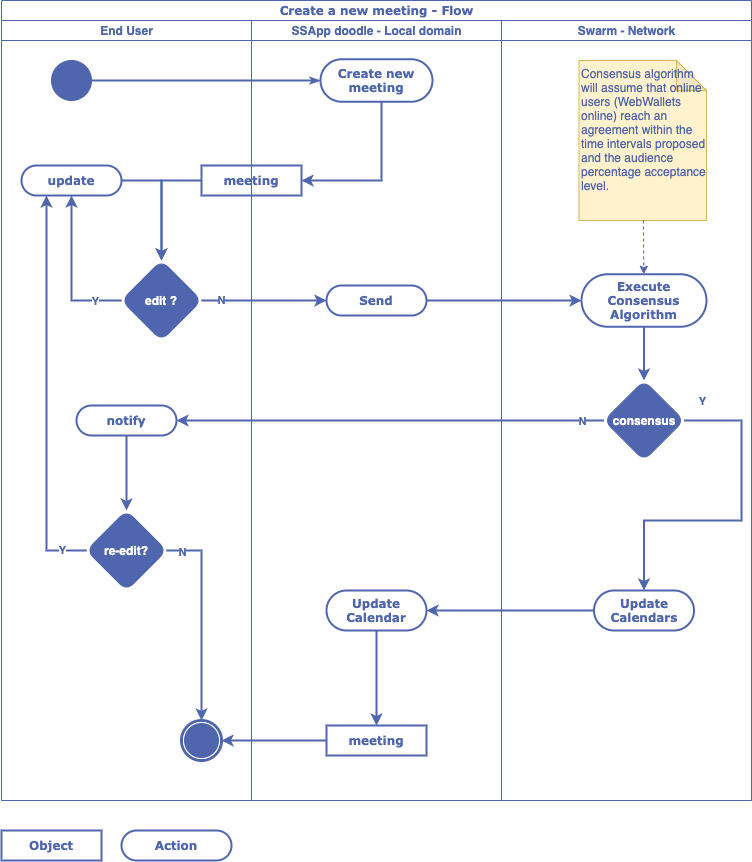 Create a new meeting - Flow
End User
SSApp doodle - Local domain
Swarm - Network
Create new
meeting
Consensus algorithm
will assume that online
users (WebWallets
online) reach an
agreement within the
time intervals proposed
and the audience
percentage acceptance
level.
update
meeting
edit ?
Y
N
Send
Execute
Consensus
Algorithm
notify
N
consensus
Y
re-edit?
Y
N
Update
Calendar
Update
Calendars
meeting
Object
Action